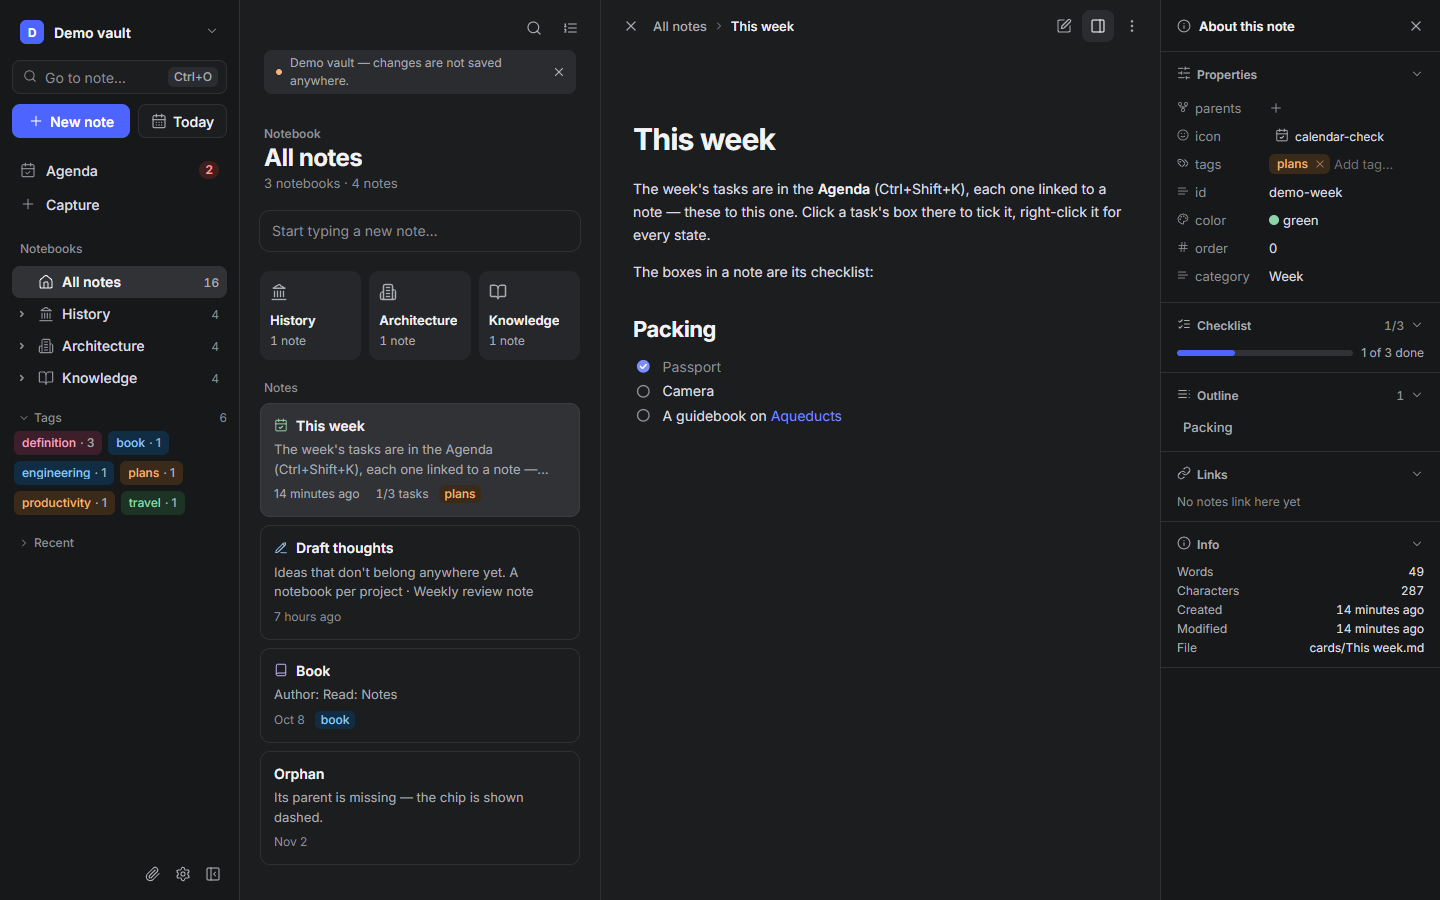 D Demo vault
Go to note... Ctrl+O
New note Today
Agenda 2
Capture
Notebooks
All notes 16
History 4
Architecture 4
Knowledge 4
Tags 6
definition · 3 book · 1
engineering · 1 plans · 1
productivity · 1 travel · 1
Recent
Demo vault — changes are not saved
anywhere.
Notebook
All notes
3 notebooks · 4 notes
Start typing a new note...
History
1 note
Architecture
1 note
Knowledge
1 note
Notes
This week
The week's tasks are in the Agenda
(Ctrl+Shift+K), each one linked to a note —...
14 minutes ago 1/3 tasks plans
Draft thoughts
Ideas that don't belong anywhere yet. A
notebook per project · Weekly review note
7 hours ago
Book
Author: Read: Notes
Oct 8 book
Orphan
Its parent is missing — the chip is shown
dashed.
Nov 2
All notes > This week
This week
The week's tasks are in the Agenda (Ctrl+Shift+K), each one linked to a
note — these to this one. Click a task's box there to tick it, right-click it for
every state.
The boxes in a note are its checklist:
Packing
Passport
Camera
A guidebook on Aqueducts
About this note
Properties
parents
icon calendar-check
tags plans × Add tag...
id demo-week
color green
order 0
category Week
Checklist 1/3
1 of 3 done
Outline 1
Packing
Links
No notes link here yet
Info
Words 49
Characters 287
Created 14 minutes ago
Modified 14 minutes ago
File cards/This week.md